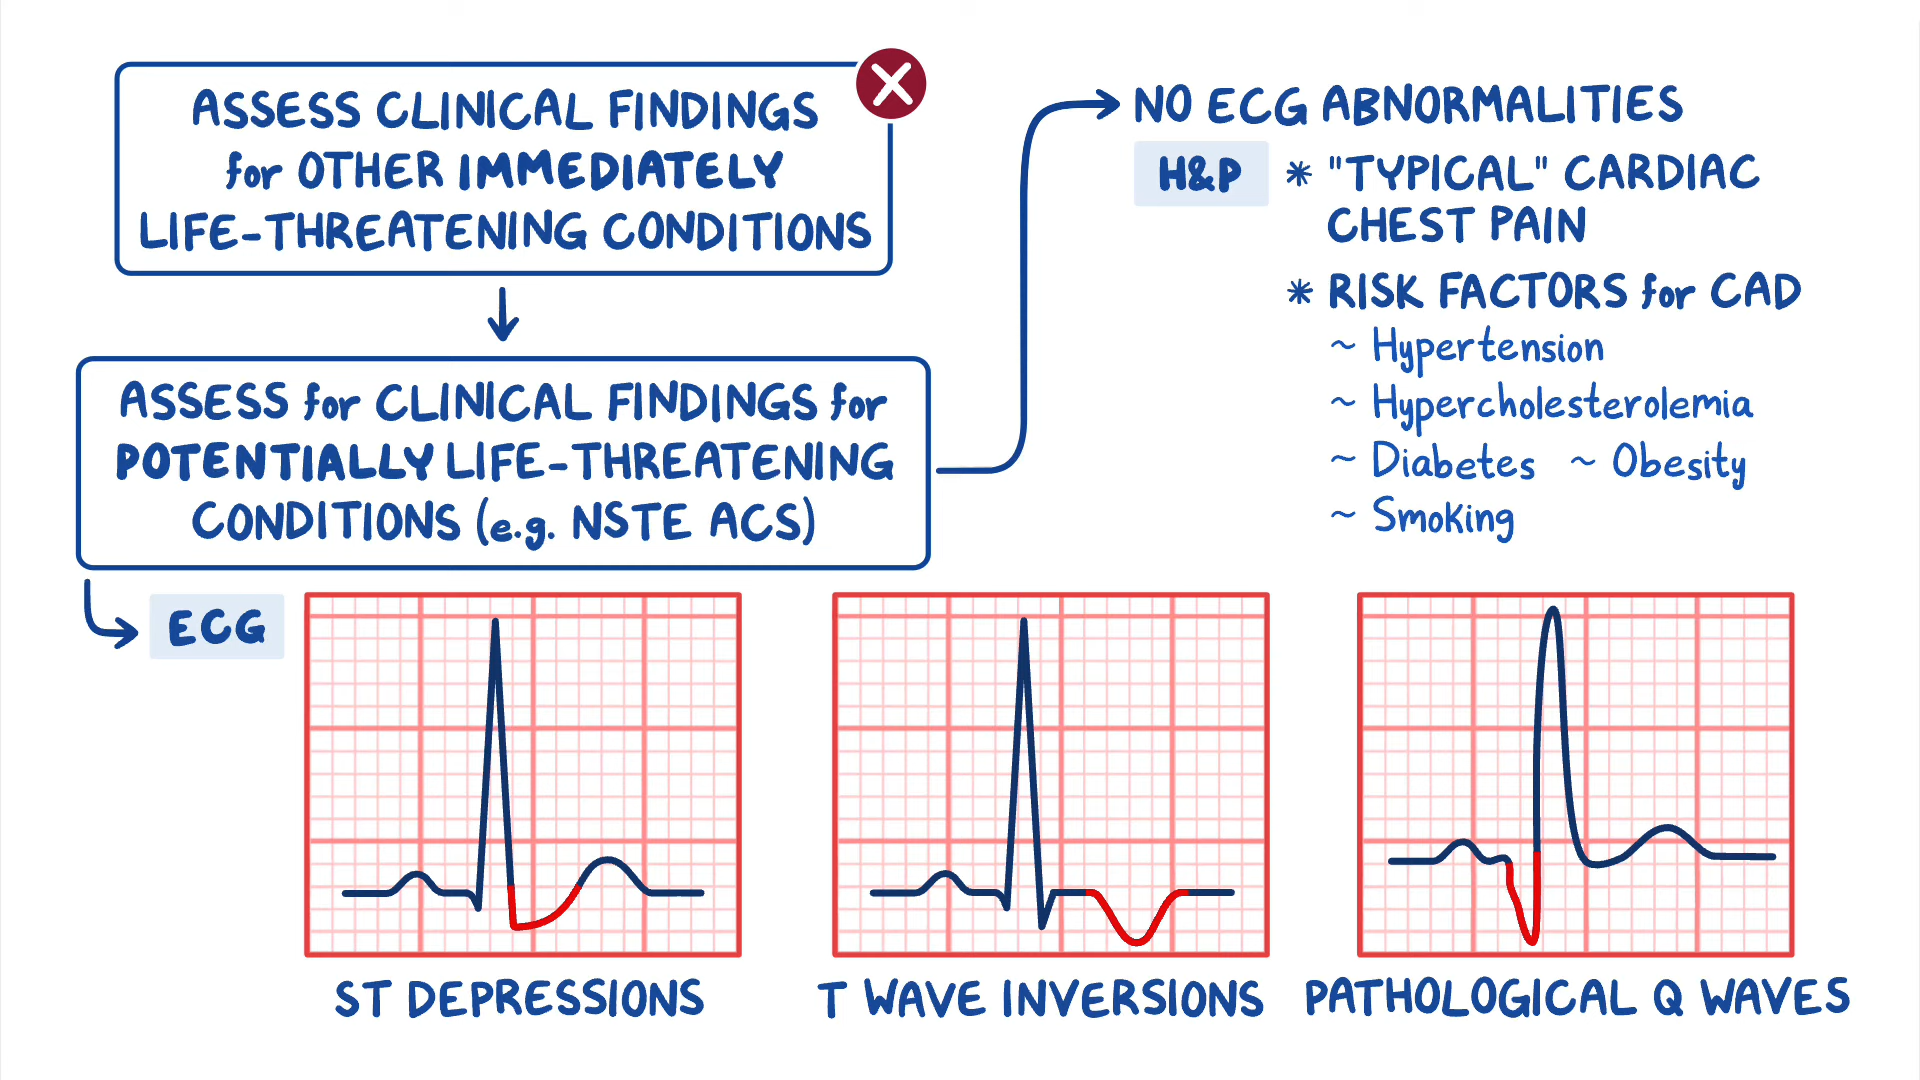 ASSESS CLINICAL FINDINGS
for OTHER IMMEDIATELY
LIFE-THREATENING CONDITIONS
ASSESS for CLINICAL FINDINGS for
POTENTIALLY LIFE-THREATENING
CONDITIONS (e.g. NSTE ACS)
NO ECG ABNORMALITIES
H&P
* "TYPICAL" CARDIAC
CHEST PAIN
* RISK FACTORS for CAD
~ Hypertension
~ Hypercholesterolemia
~ Diabetes ~ Obesity
~ Smoking
ECG
ST DEPRESSIONS
T WAVE INVERSIONS
PATHOLOGICAL Q WAVES